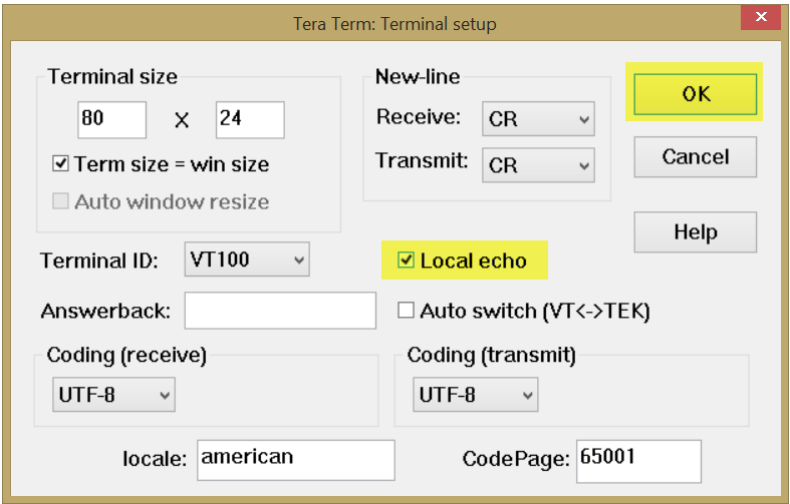 Tera Term: Terminal setup
x
Terminal size
80 X 24
Term size = win size
Auto window resize
New-line
Receive: CR
Transmit: CR
OK
Cancel
Help
Terminal ID: VT100
Local echo
Answerback:
Auto switch (VT<->TEK)
Coding (receive)
UTF-8
Coding (transmit)
UTF-8
locale: american
CodePage: 65001